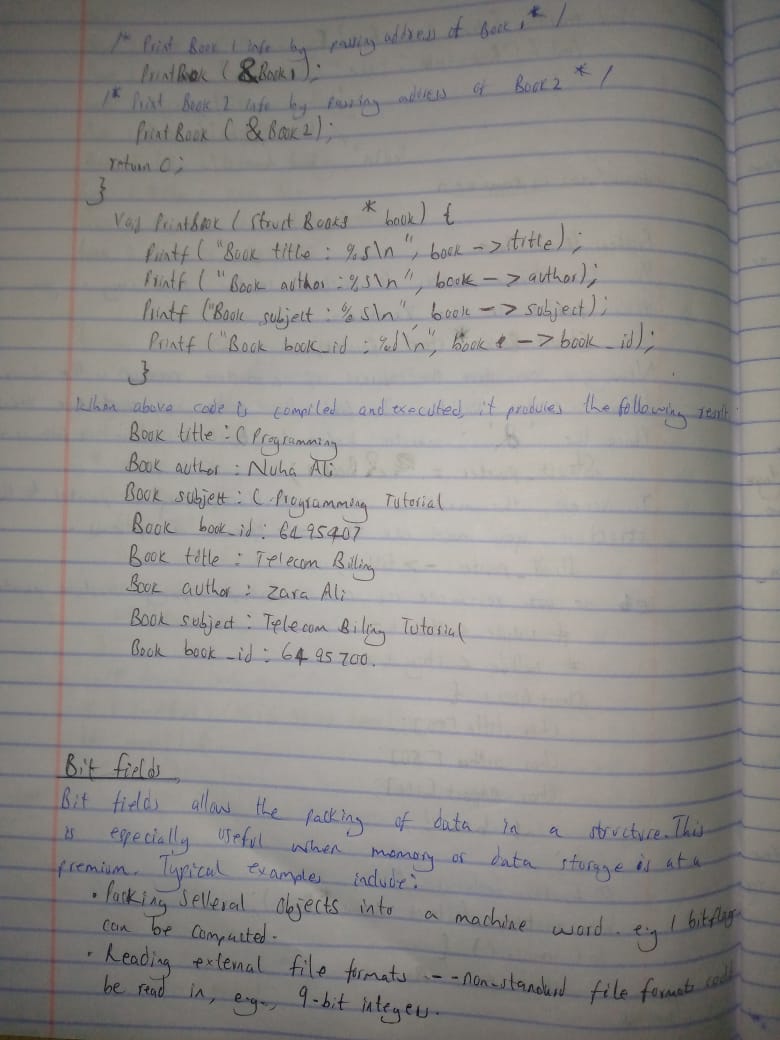 /* Print Book 1 info by passing address of Book 1 */
PrintBook ( &Book1);
/* Print Book 2 info by passing address of Book 2 */
Print Book ( & Book 2);
return 0;
}
Void PrintBook ( Struct Books * book) {
Printf ( "Book title : %s\n", book -> title);
Printf ( " Book author : %s\n", book -> author);
Printf ("Book subject : %s\n" book -> subject);
Printf ("Book book_id : %d\n", book -> book_id);
}
When above code is compiled and executed, it produces the following result
Book title : C Programming
Book author : Nuha Ali
Book subject : C Programming Tutorial
Book book_id : 6495407
Book title : Telecom Billing
Book author : Zara Ali
Book subject : Telecom Biling Tutorial
Book book_id : 6495700.
Bit fields
Bit fields allow the packing of data in a structure. This
is especially useful when memory or data storage is at a
premium. Typical examples include:
• Packing selleral objects into a machine word. e.g 1 bit flag
can be compacted.
• Reading external file formats -- non-standard file formats could
be read in, e.g., 9-bit integers.